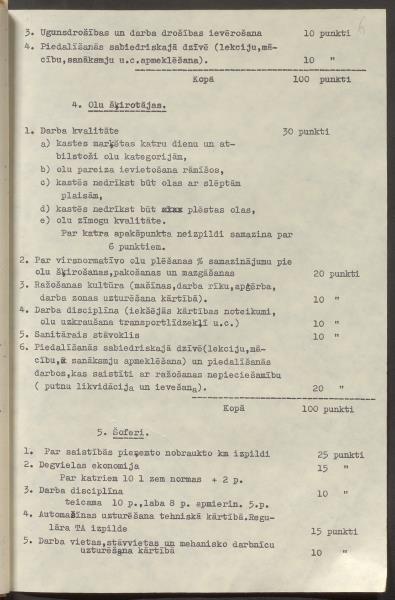 6
3. Ugunsdrošības un darba drošības ievērošana 10 punkti
4. Piedalīšanās sabiedriskajā dzīvē (lekciju,mā-
cību,sanāksmju u.c.apmeklēšana). 10 "
Kopā 100 punkti
4. Olu šķirotājas.
1. Darba kvalitāte 30 punkti
a) kastes marķētas katru dienu un at-
bilstoši olu kategorijām,
b) olu pareiza ievietošana rāmīšos,
c) kastēs nedrīkst būt olas ar slēptām
plaisām,
d) kastēs nedrīkst būt plēstas olas,
e) olu zīmogu kvalitāte.
Par katra apakšpunkta neizpildi samazina par
6 punktiem.
2. Par virsnormatīvo olu plēšanas % samazinājumu pie
olu šķirošanas,pakošanas un mazgāšanas 20 punkti
3. Ražošanas kultūra (mašīnas,darba rīku,apģērba,
darba zonas uzturēšana kārtībā). 10 "
4. Darba disciplīna (iekšējās kārtības noteikumi,
olu uzkraušana transportlīdzekļī u.c.) 10 "
5. Sanitārais stāvoklis 10 "
6. Piedalīšanās sabiedriskajā dzīvē(lekciju,mā-
cību, sanāksmju apmeklēšana) un piedalīšanās
darbos,kas saistīti ar ražošanas nepieciešamību
( putnu likvidācija un ievešana). 20 "
Kopā 100 punkti
5. Šoferi.
1. Par saistībās pieņemto nobraukto km izpildi 25 punkti
2. Degvielas ekonomija 15 "
Par katriem 10 l zem normas + 2 p.
3. Darba disciplīna 10 "
teicama 10 p.,laba 8 p. apmierin. 5.p.
4. Automašīnas uzturēšana tehniskā kārtībā.Regu-
lāra TA izpilde 15 punkti
5. Darba vietas,stāvvietas un mehanisko darbnīcu
uzturēšana kārtībā 10 "